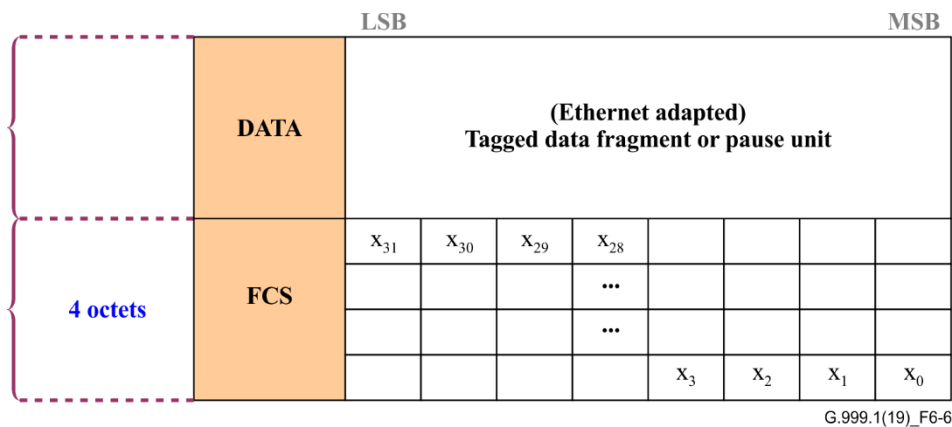 LSB MSB
DATA
(Ethernet adapted)
Tagged data fragment or pause unit
x₃₁ x₃₀ x₂₉ x₂₈
4 octets
FCS
...
...
x₃ x₂ x₁ x₀
G.999.1(19)_F6-6